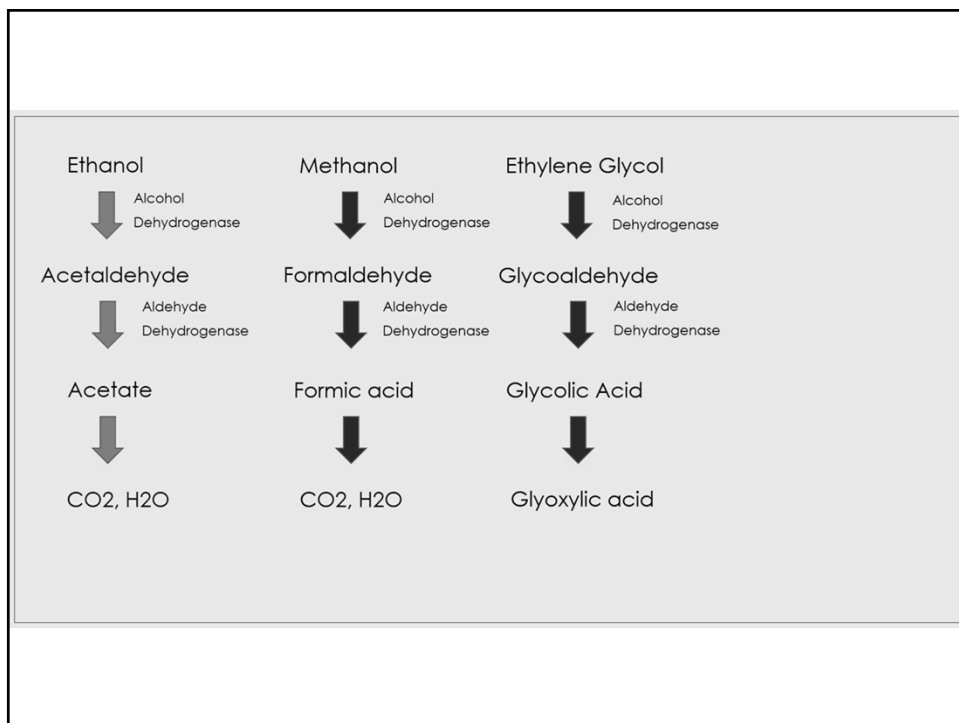 Ethanol
Methanol
Ethylene Glycol
Alcohol
Dehydrogenase
Alcohol
Dehydrogenase
Alcohol
Dehydrogenase
Acetaldehyde
Formaldehyde
Glycoaldehyde
Aldehyde
Dehydrogenase
Aldehyde
Dehydrogenase
Aldehyde
Dehydrogenase
Acetate
Formic acid
Glycolic Acid
CO2, H2O
CO2, H2O
Glyoxylic acid